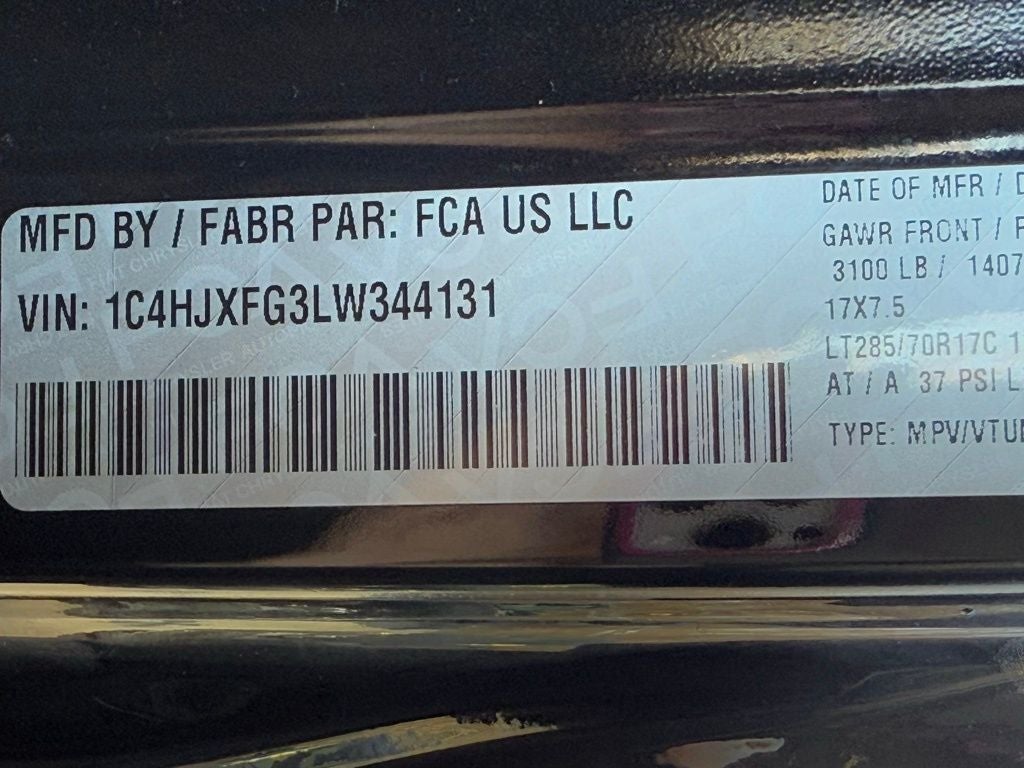 MFD BY / FABR PAR: FCA US LLC
VIN: 1C4HJXFG3LW344131
DATE OF MFR / D
GAWR FRONT /
3100 LB / 1407
17X7.5
LT285/70R17C 1
AT / A 37 PSI L
TYPE: MPV/VTU